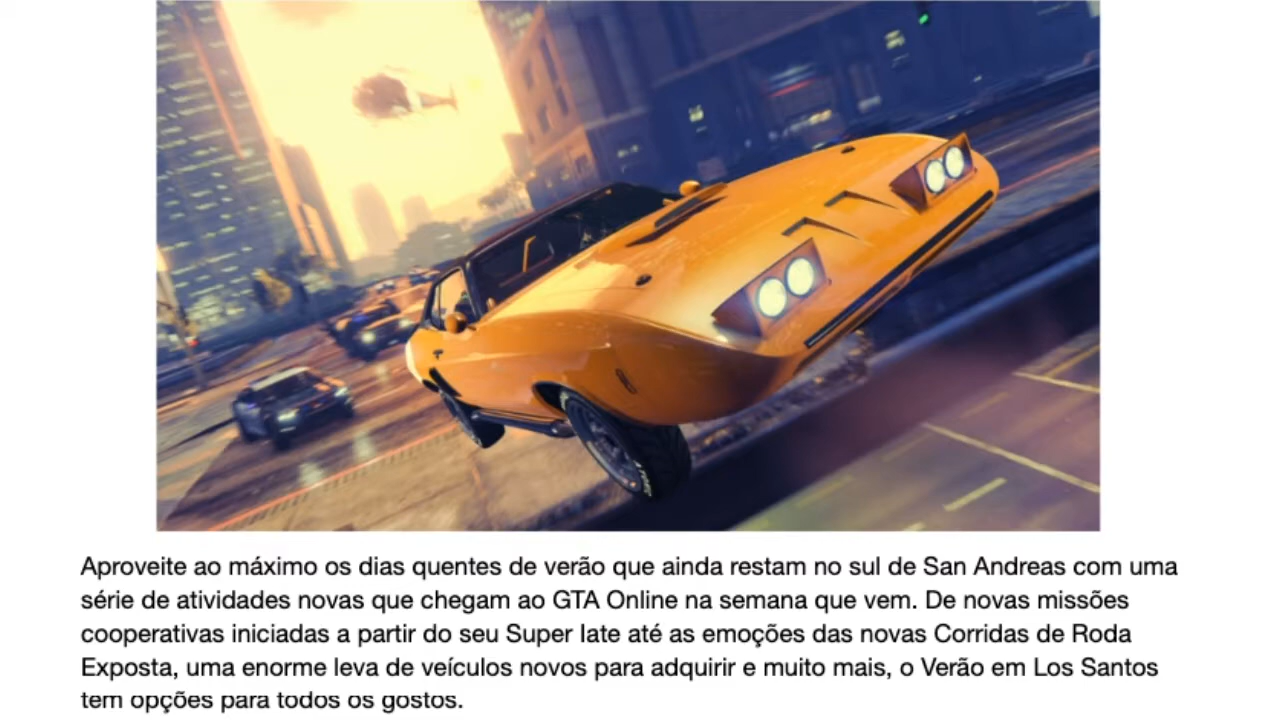 Aproveite ao máximo os dias quentes de verão que ainda restam no sul de San Andreas com uma
série de atividades novas que chegam ao GTA Online na semana que vem. De novas missões
cooperativas iniciadas a partir do seu Super Iate até as emoções das novas Corridas de Roda
Exposta, uma enorme leva de veículos novos para adquirir e muito mais, o Verão em Los Santos
tem opções para todos os gostos.